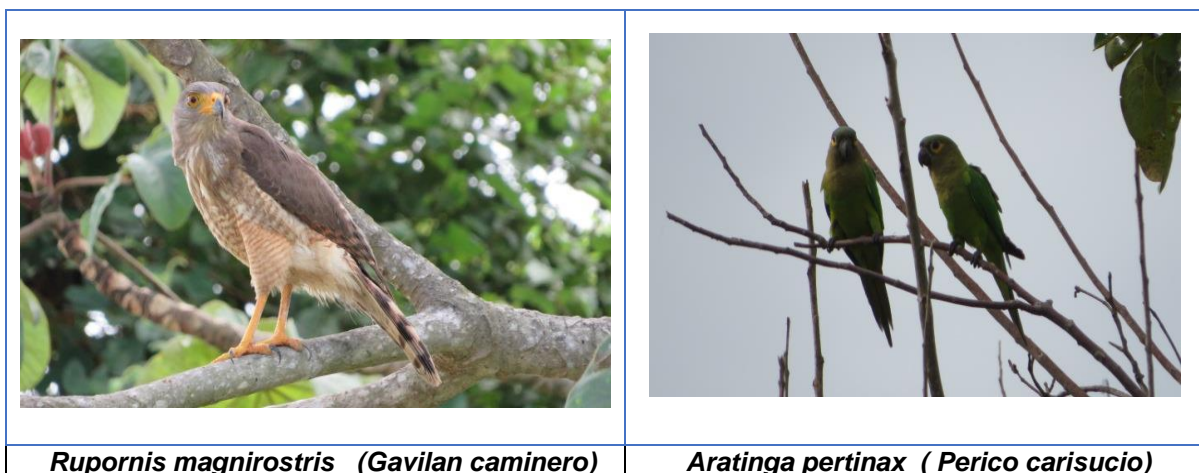 Rupornis magnirostris (Gavilan caminero)
Aratinga pertinax ( Perico carisucio)